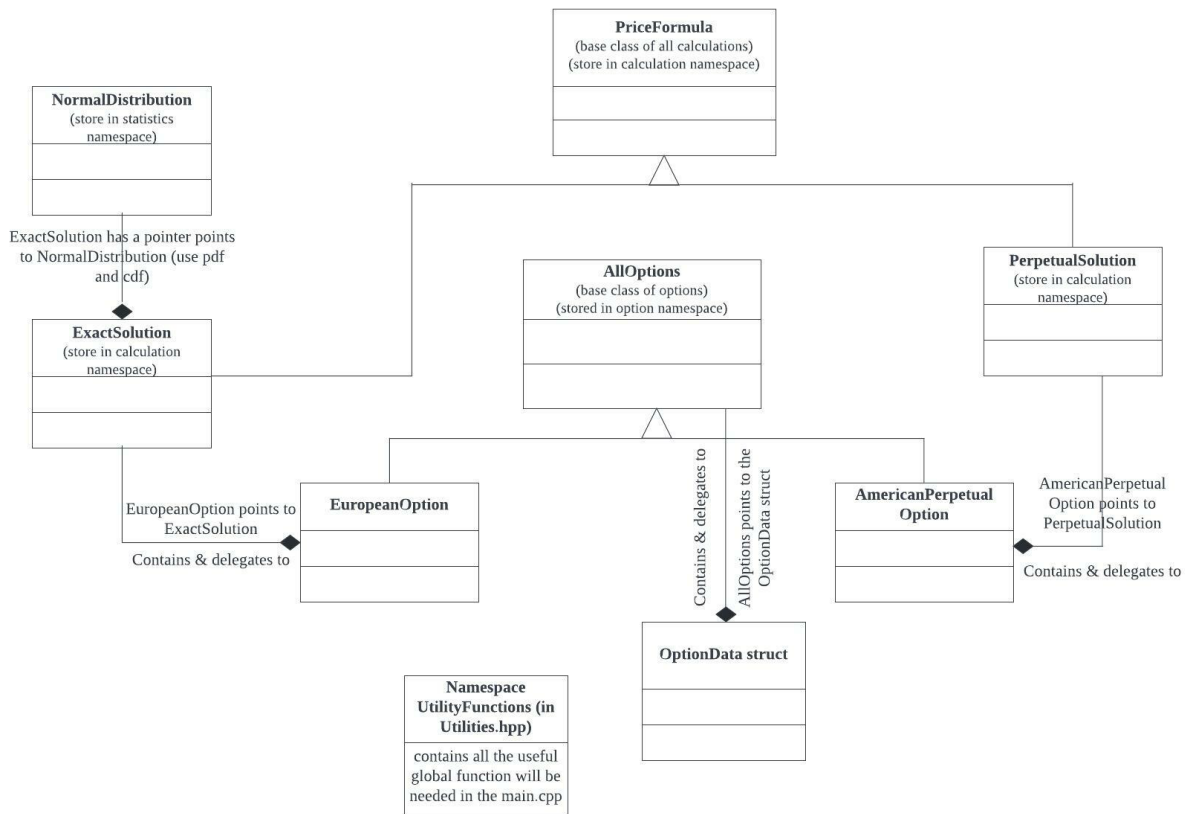 PriceFormula
(base class of all calculations)
(store in calculation namespace)
NormalDistribution
(store in statistics
namespace)
ExactSolution has a pointer points
to NormalDistribution (use pdf
and cdf)
AllOptions
(base class of options)
(stored in option namespace)
PerpetualSolution
(store in calculation
namespace)
ExactSolution
(store in calculation
namespace)
EuropeanOption points to
ExactSolution
Contains & delegates to
EuropeanOption
Contains & delegates to
AllOptions points to the
OptionData struct
AmericanPerpetual
Option
AmericanPerpetual
Option points to
PerpetualSolution
Contains & delegates to
OptionData struct
Namespace
UtilityFunctions (in
Utilities.hpp)
contains all the useful
global function will be
needed in the main.cpp